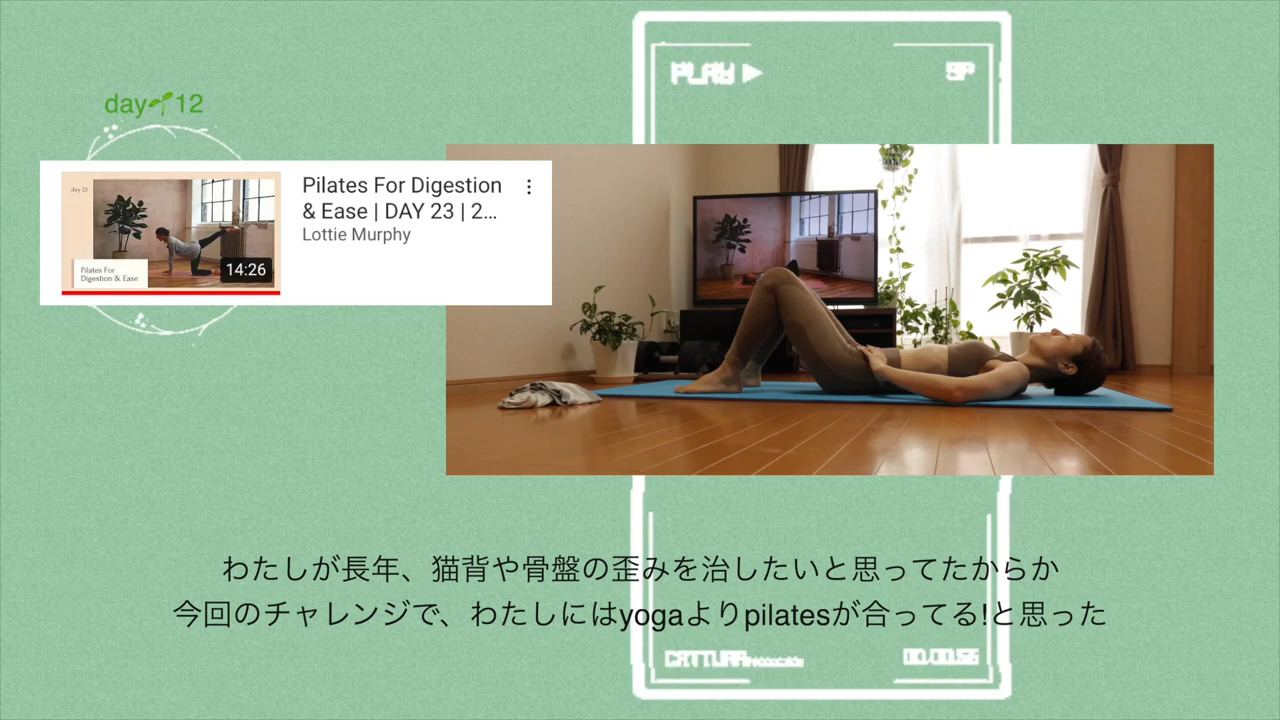 PLAY
SP
day🌱12
day 23
Pilates For
Digestion & Ease
14:26
Pilates For Digestion
& Ease | DAY 23 | 2...
Lottie Murphy
わたしが長年、猫背や骨盤の歪みを治したいと思ってたからか
今回のチャレンジで、わたしにはyogaよりpilatesが合ってる!と思った